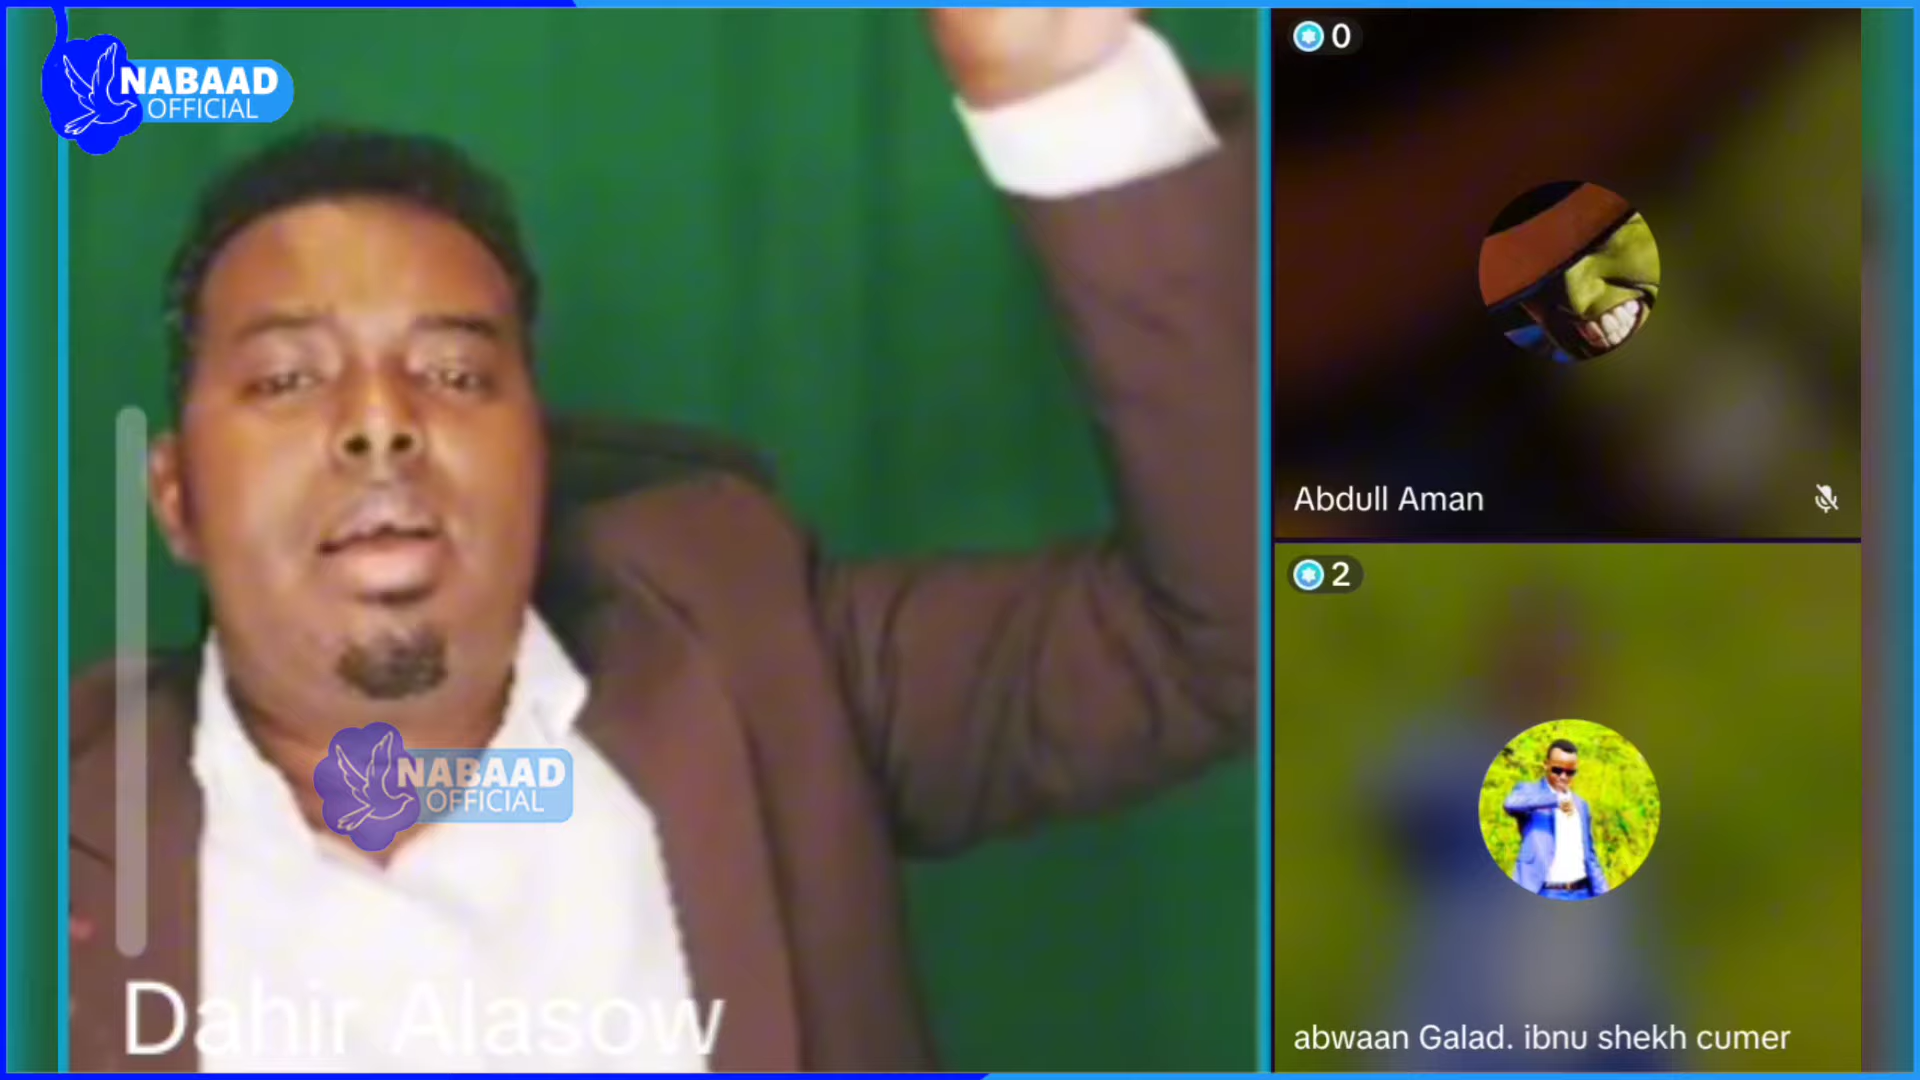 NABAAD
OFFICIAL
0
Abdull Aman
2
NABAAD
OFFICIAL
Dahir Alasow
abwaan Galad. ibnu shekh cumer